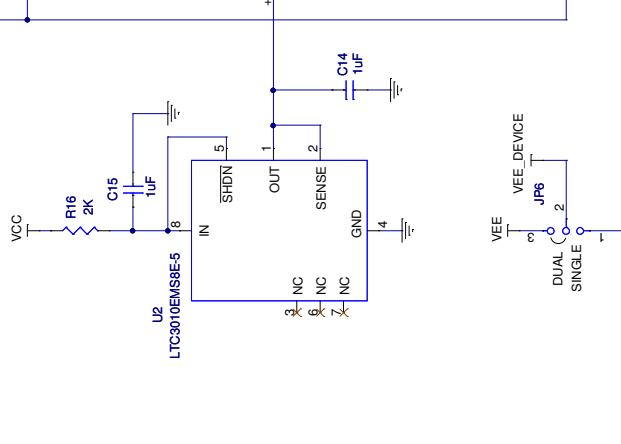 +
C14
1uF
VCC
R16
2K
C15
1uF
5
SHDN
1
OUT
2
SENSE
8
IN
GND
4
NC
3
NC
6
NC
7
U2
LTC3010EMS8E-5
VEE_DEVICE
JP6
VEE
3
2
1
DUAL
SINGLE